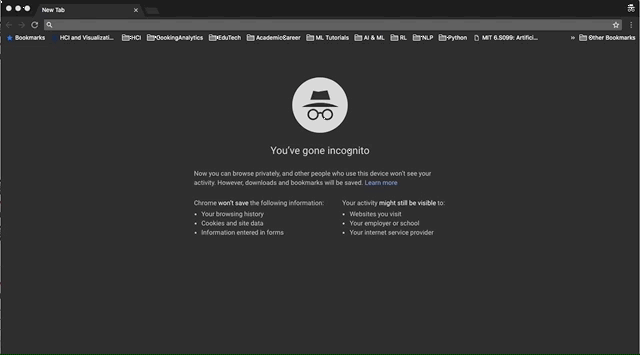 New Tab
Bookmarks HCI and Visualizati... HCI BookingAnalytics EduTech AcademicCareer ML Tutorials AI & ML RL NLP Python MIT 6.S099: Artifici... » Other Bookmarks
You've gone incognito
Now you can browse privately, and other people who use this device won't see your
activity. However, downloads and bookmarks will be saved. Learn more
Chrome won't save the following information:
• Your browsing history
• Cookies and site data
• Information entered in forms
Your activity might still be visible to:
• Websites you visit
• Your employer or school
• Your internet service provider